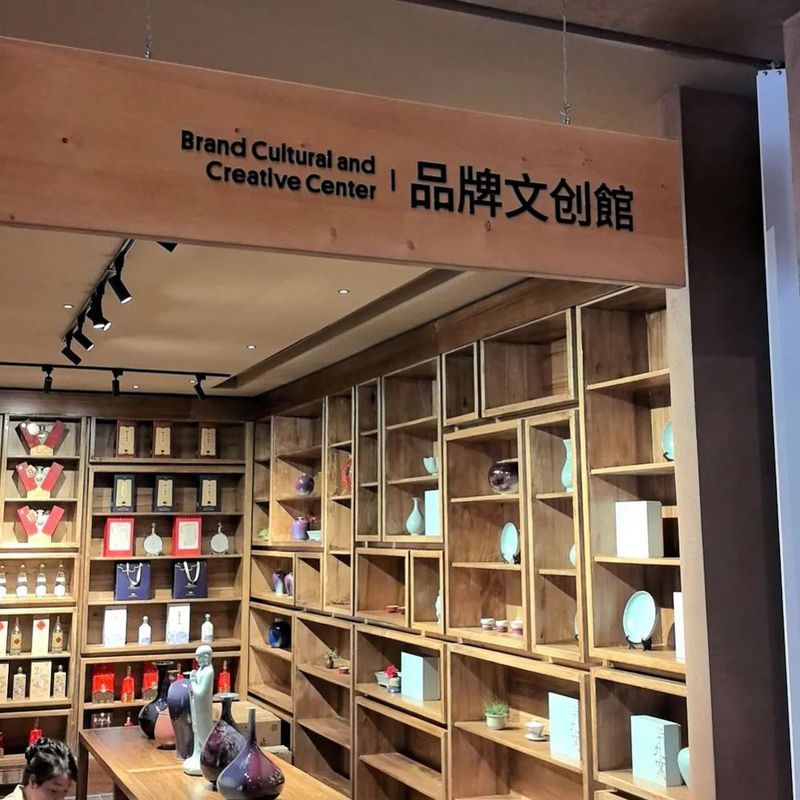 Brand Cultural and
Creative Center
品牌文创館